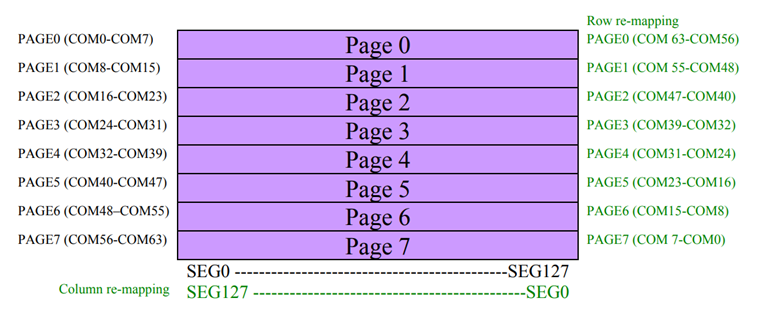 Row re-mapping
PAGE0 (COM0-COM7) Page 0 PAGE0 (COM 63-COM56)
PAGE1 (COM8-COM15) Page 1 PAGE1 (COM 55-COM48)
PAGE2 (COM16-COM23) Page 2 PAGE2 (COM47-COM40)
PAGE3 (COM24-COM31) Page 3 PAGE3 (COM39-COM32)
PAGE4 (COM32-COM39) Page 4 PAGE4 (COM31-COM24)
PAGE5 (COM40-COM47) Page 5 PAGE5 (COM23-COM16)
PAGE6 (COM48–COM55) Page 6 PAGE6 (COM15-COM8)
PAGE7 (COM56-COM63) Page 7 PAGE7 (COM 7-COM0)
SEG0 ---------------------------------------------SEG127
Column re-mapping SEG127 ---------------------------------------------SEG0